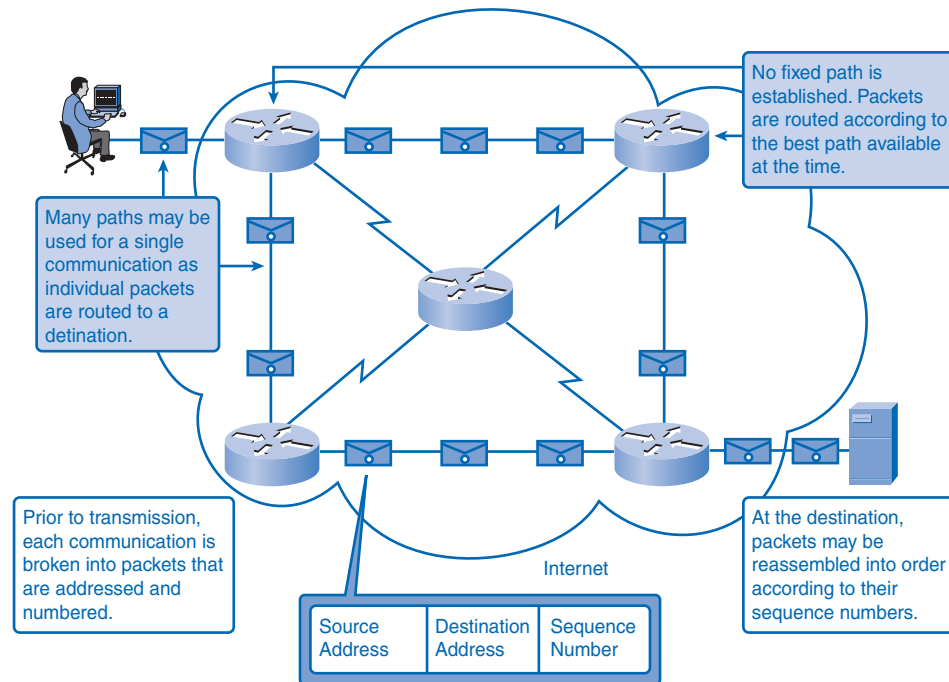 No fixed path is
established. Packets
are routed according to
the best path available
at the time.
Many paths may be
used for a single
communication as
individual packets
are routed to a
detination.
Prior to transmission,
each communication is
broken into packets that
are addressed and
numbered.
At the destination,
packets may be
reassembled into order
according to their
sequence numbers.
Internet
Source
Address
Destination
Address
Sequence
Number